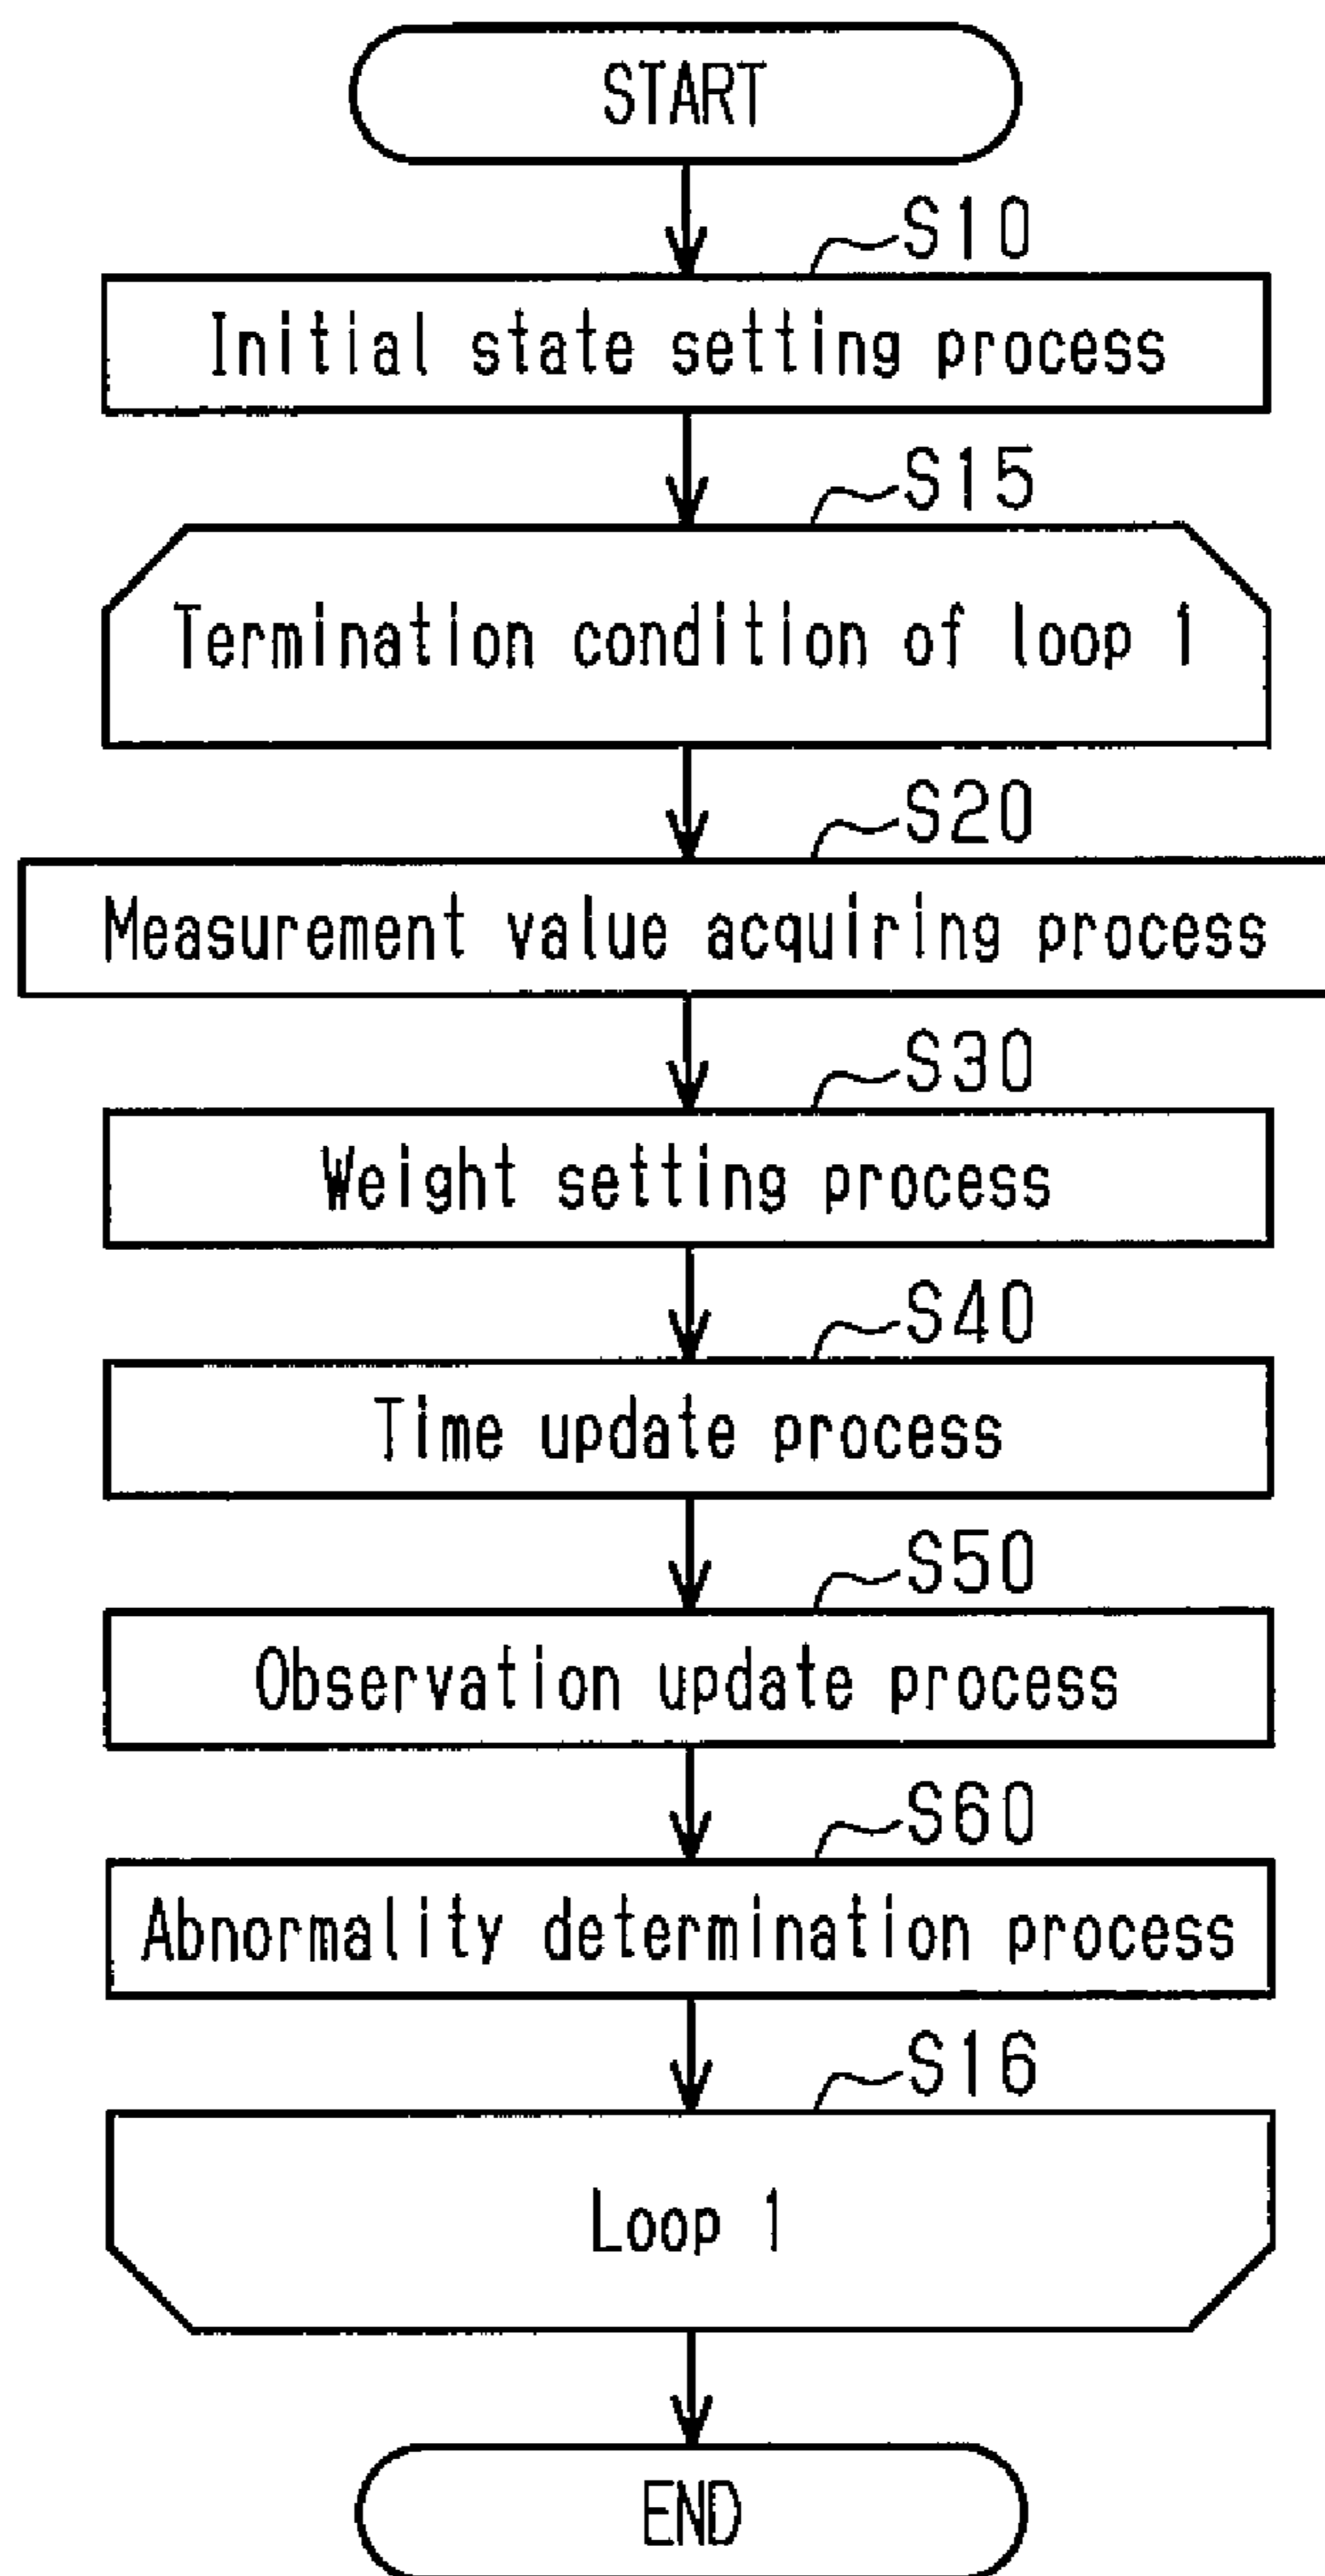 START
S10
Initial state setting process
S15
Termination condition of loop 1
S20
Measurement value acquiring process
S30
Weight setting process
S40
Time update process
S50
Observation update process
S60
Abnormality determination process
S16
Loop 1
END